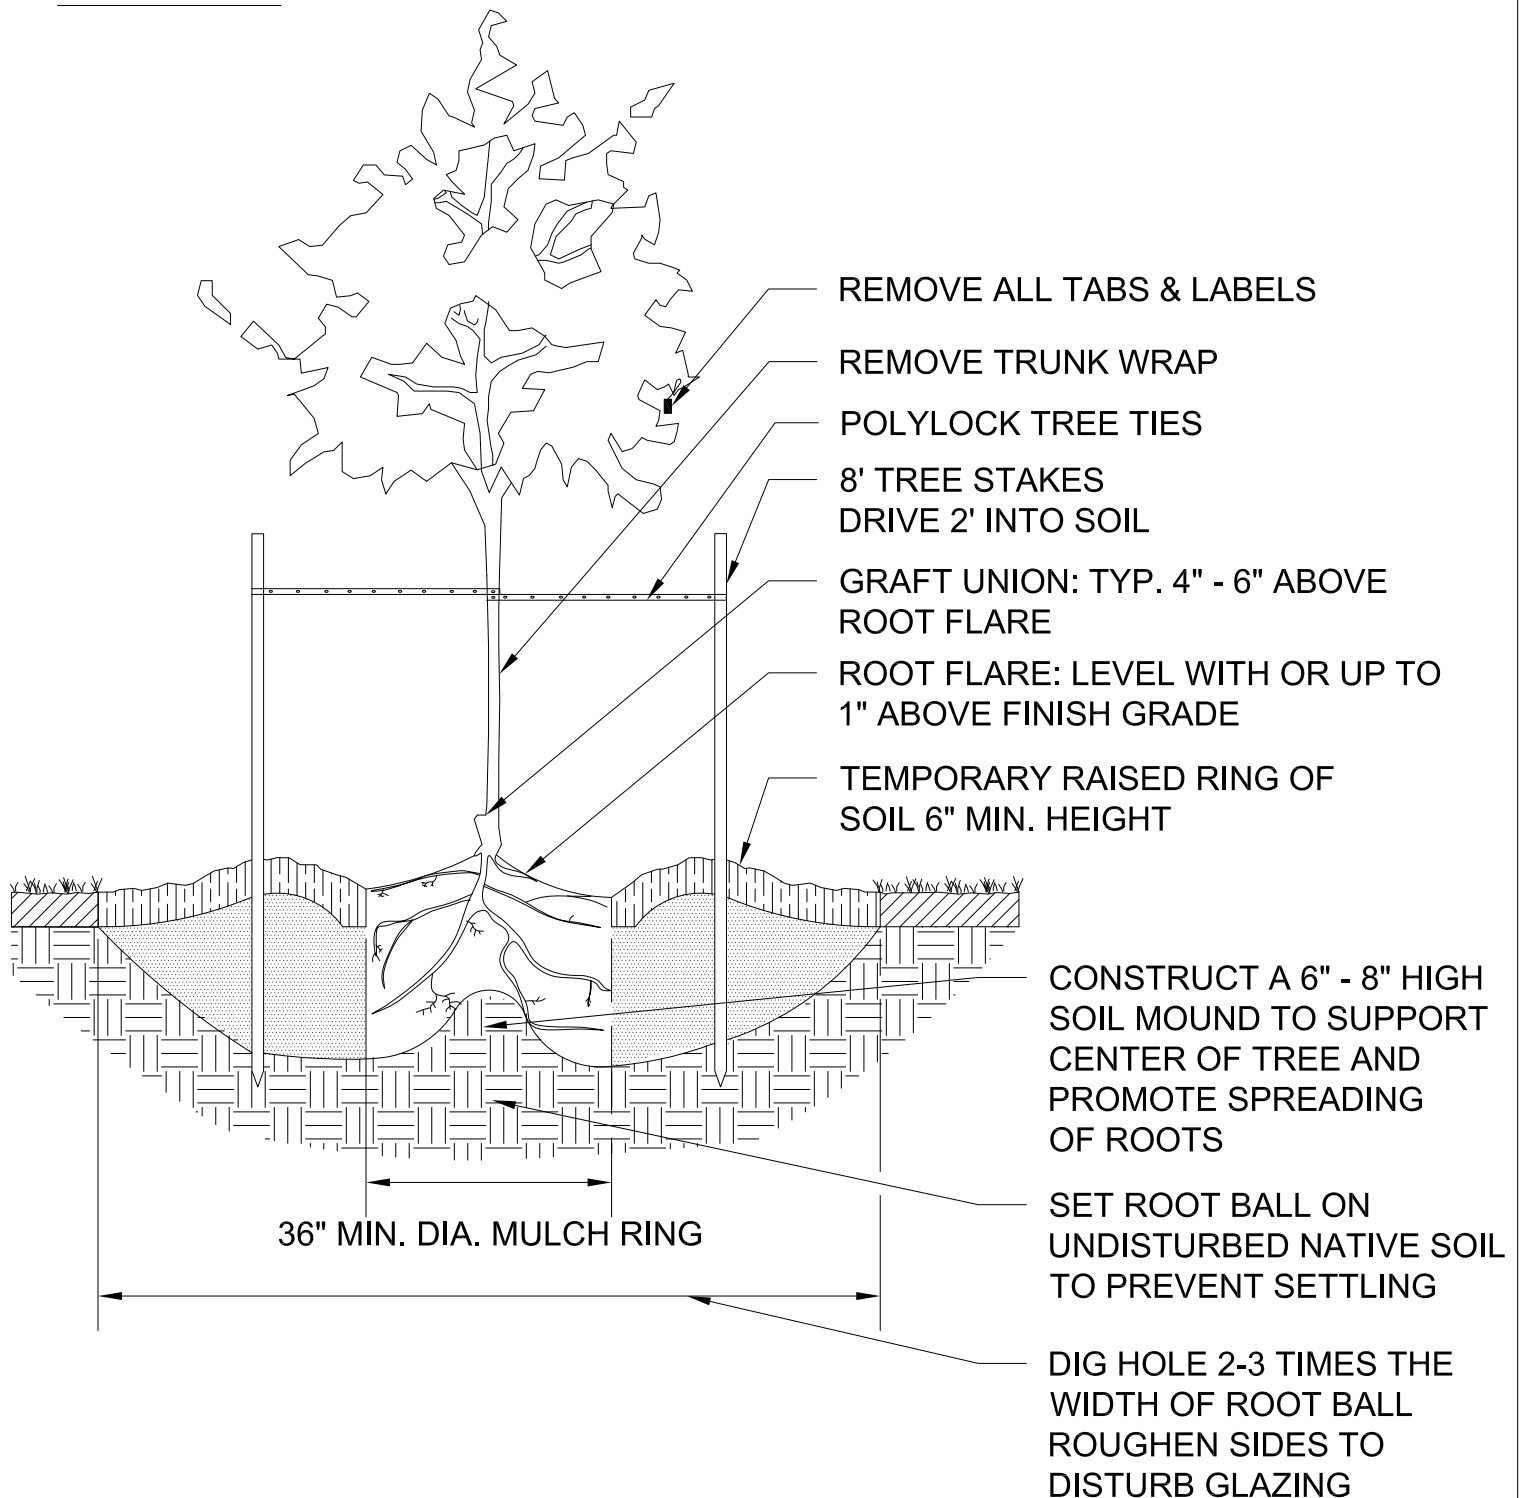 REMOVE ALL TABS & LABELS
REMOVE TRUNK WRAP
POLYLOCK TREE TIES
8' TREE STAKES
DRIVE 2' INTO SOIL
GRAFT UNION: TYP. 4" - 6" ABOVE
ROOT FLARE
ROOT FLARE: LEVEL WITH OR UP TO
1" ABOVE FINISH GRADE
TEMPORARY RAISED RING OF
SOIL 6" MIN. HEIGHT
CONSTRUCT A 6" - 8" HIGH
SOIL MOUND TO SUPPORT
CENTER OF TREE AND
PROMOTE SPREADING
OF ROOTS
36" MIN. DIA. MULCH RING
SET ROOT BALL ON
UNDISTURBED NATIVE SOIL
TO PREVENT SETTLING
DIG HOLE 2-3 TIMES THE
WIDTH OF ROOT BALL
ROUGHEN SIDES TO
DISTURB GLAZING